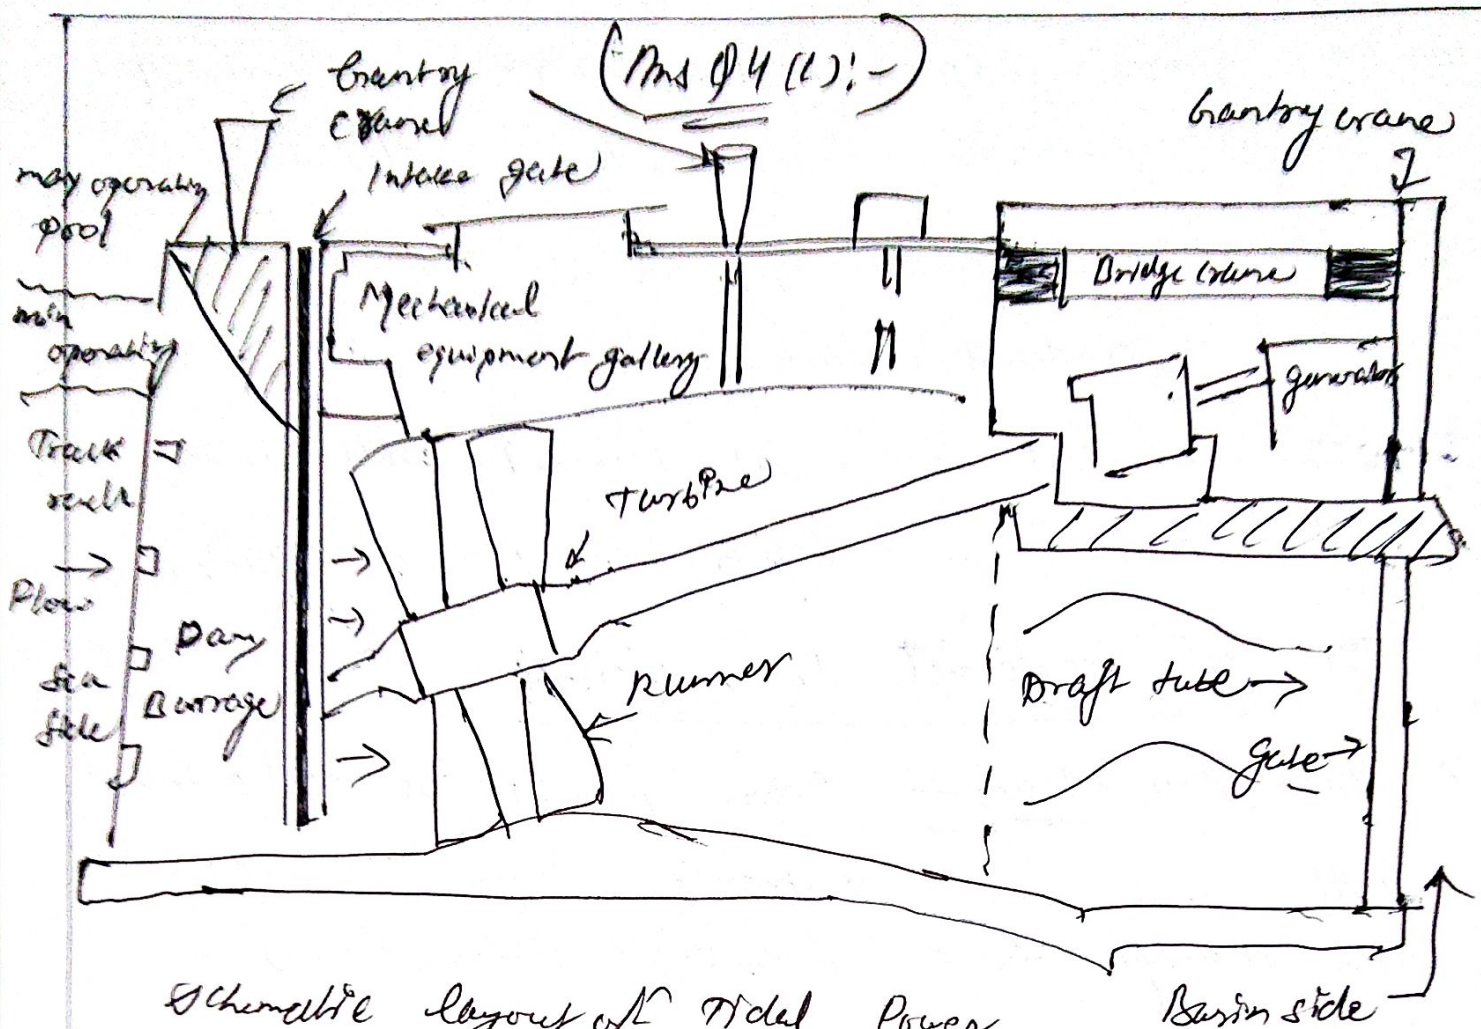 (Ans Q4(c):-)
Gantry
crane
Gantry crane
Intake gate
max operating
pool
min
operating
Mechanical
equipment gallery
Bridge crane
generator
Track
rack
Turbine
Flow
Sea
side
Dam
Barrage
Runner
Draft tube
gate
Schematic layout of Tidal Power
Basin side